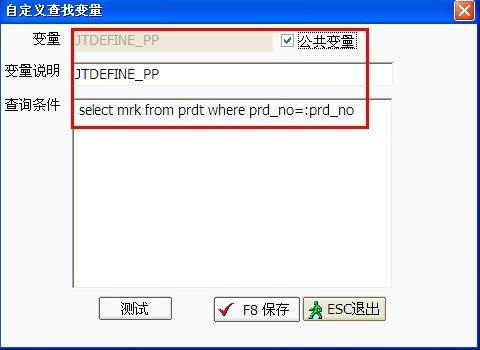 自定义查找变量
变量 JTDEFINE_PP 公共变量
变量说明 JTDEFINE_PP
查询条件 select mrk from prdt where prd_no=:prd_no
测试 F8 保存 ESC退出